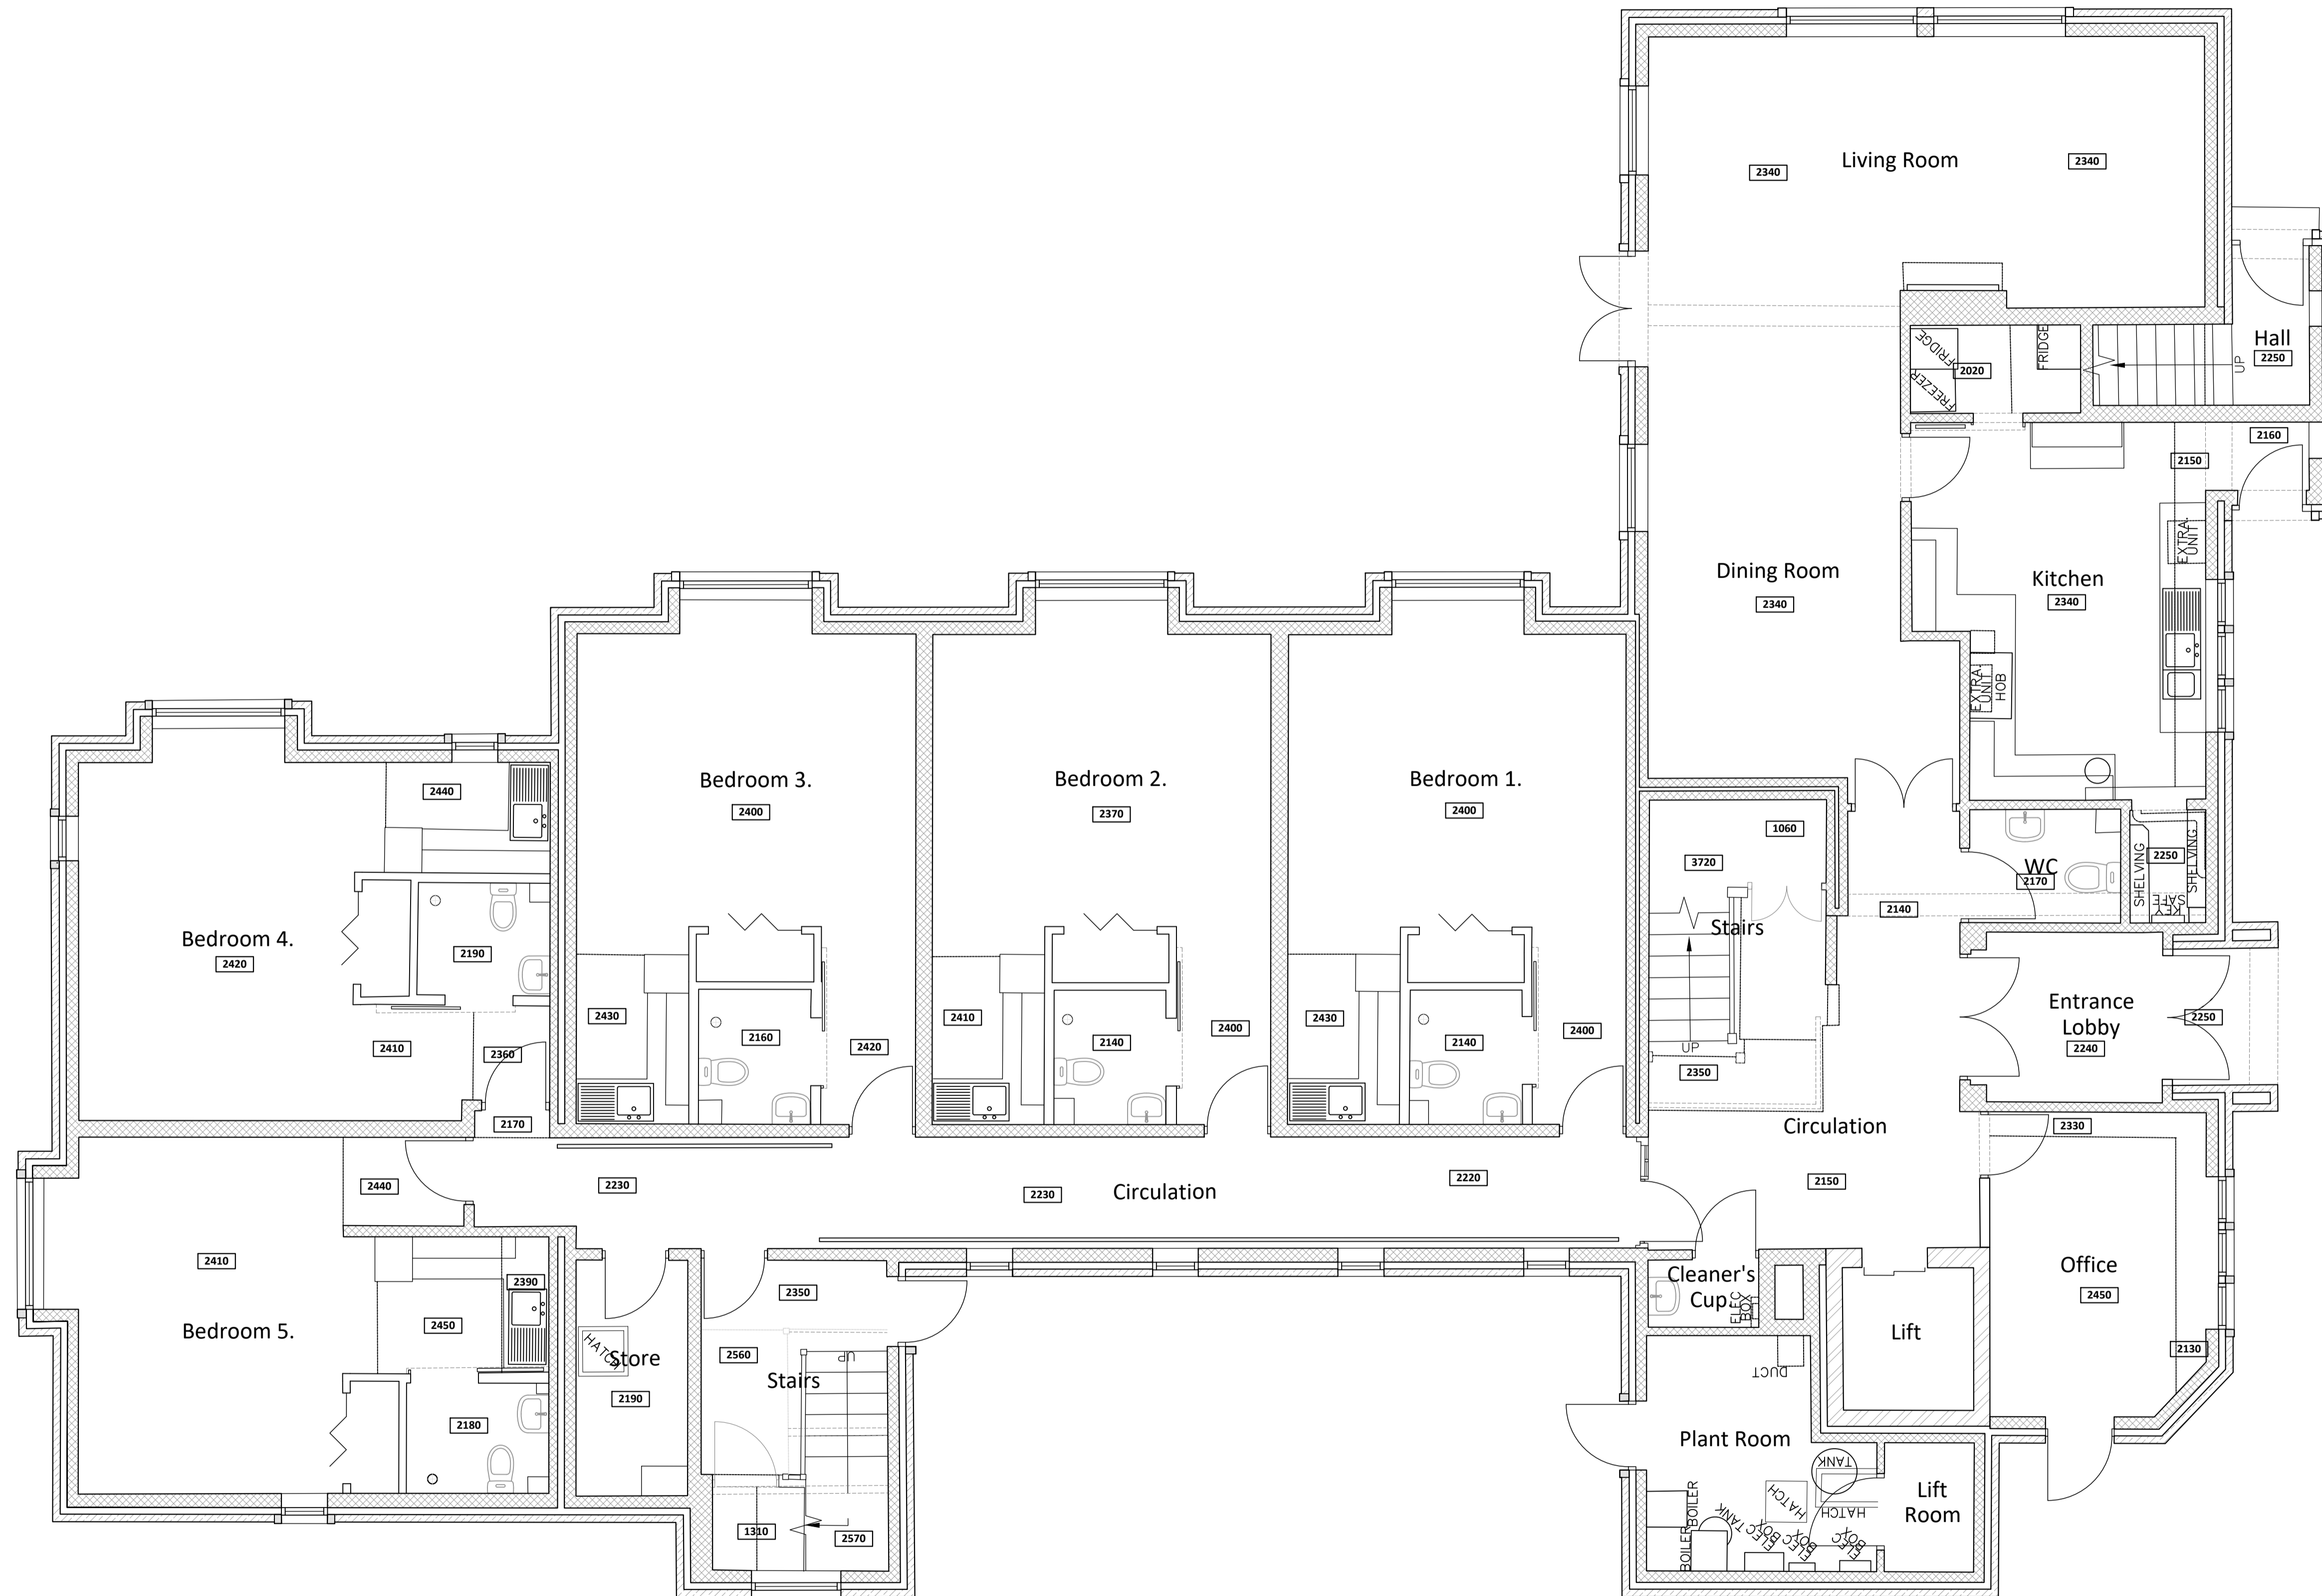 Living Room
2340
2340
Hall
2250
UP
FRIDGE
FREEZER
2020
FRIDGE
2160
2150
EXTRA.
UNIT
Dining Room
2340
Kitchen
2340
EXTRA.
UNIT
HOB
Bedroom 3.
2400
Bedroom 2.
2370
Bedroom 1.
2400
2440
Bedroom 4.
2420
2190
2410
2360
2170
2430
2160
2420
2410
2140
2400
2430
2140
2400
1060
3720
Stairs
UP
2350
WC
2170
2140
SHELVING
2250
SHELVING
KEY
SAFE
Entrance
Lobby
2240
2250
Circulation
2150
2330
2440
2230
2230
Circulation
2220
2410
2390
Bedroom 5.
2450
2180
HATCH
Store
2190
2350
2560
UP
Stairs
1310
2570
Cleaner's
Cup.
ELEC
BOX
Lift
Office
2450
2130
DUCT
Plant Room
TANK
HATCH
HATCH
Lift
Room
BOILER
BOILER
TANK
ELEC
BOX
ELEC
BOX
ELEC
BOX